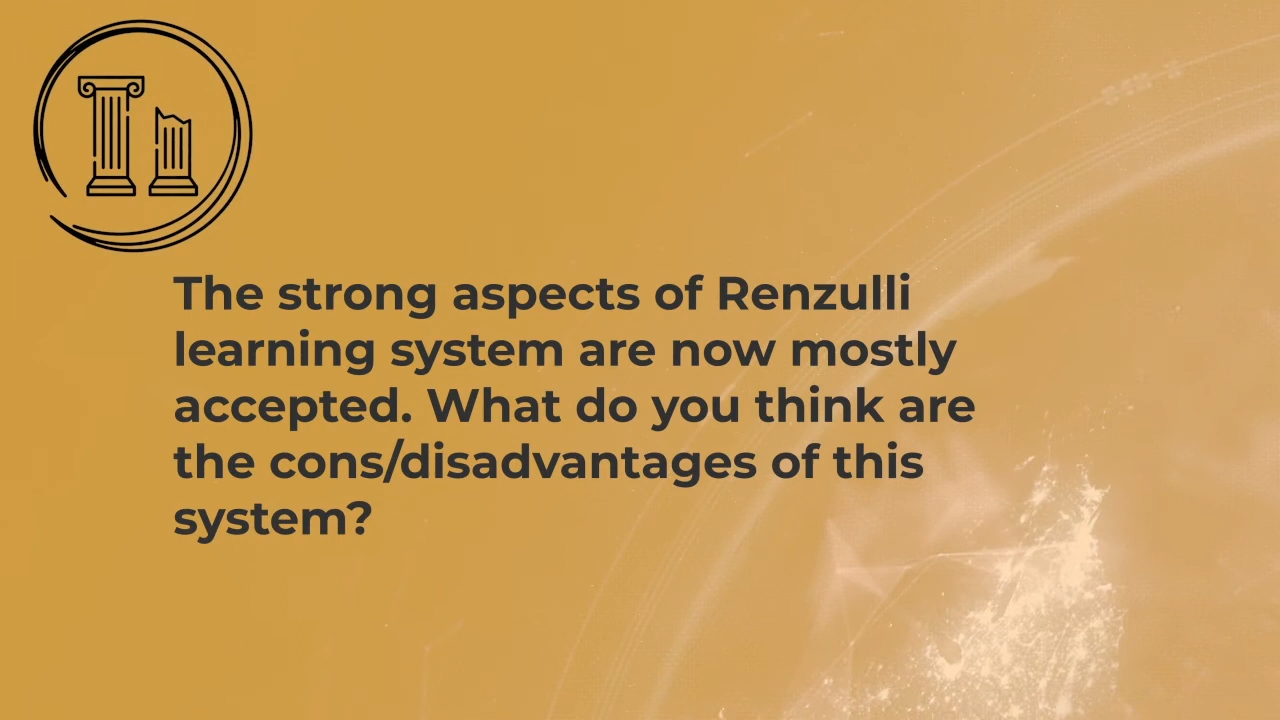 The strong aspects of Renzulli
learning system are now mostly
accepted. What do you think are
the cons/disadvantages of this
system?